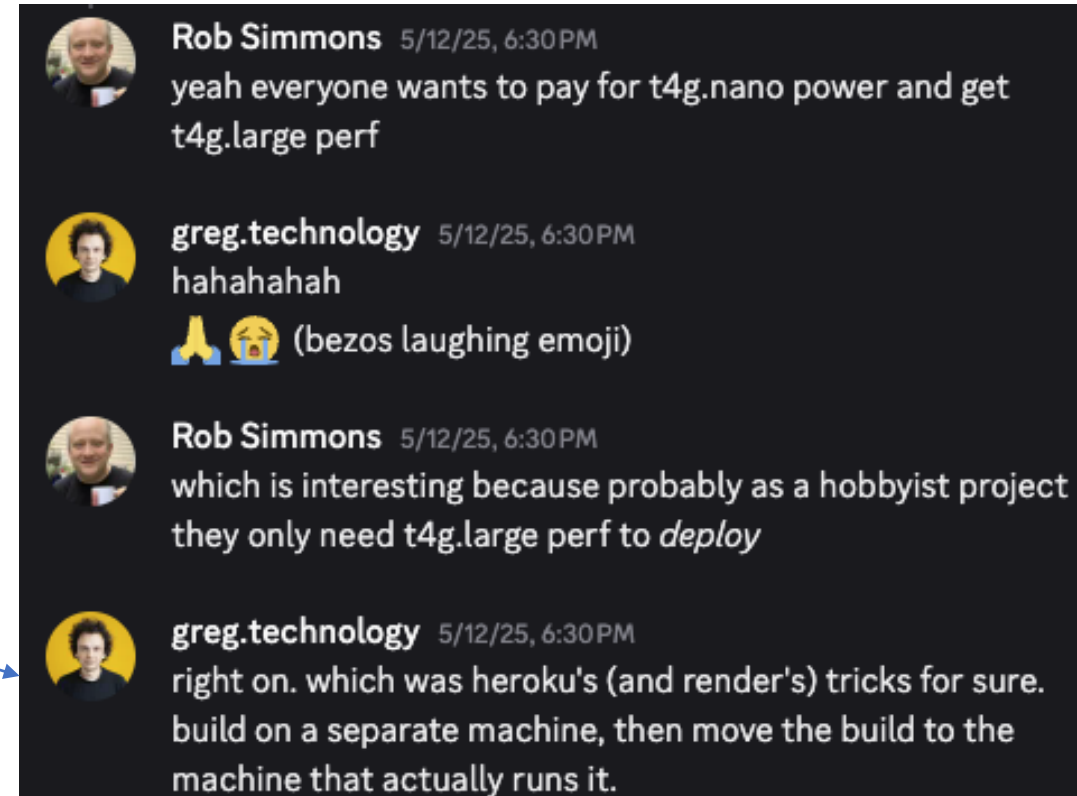 Rob Simmons 5/12/25, 6:30 PM
yeah everyone wants to pay for t4g.nano power and get
t4g.large perf
greg.technology 5/12/25, 6:30 PM
hahahahah
🙏 😭 (bezos laughing emoji)
Rob Simmons 5/12/25, 6:30 PM
which is interesting because probably as a hobbyist project
they only need t4g.large perf to deploy
greg.technology 5/12/25, 6:30 PM
right on. which was heroku's (and render's) tricks for sure.
build on a separate machine, then move the build to the
machine that actually runs it.